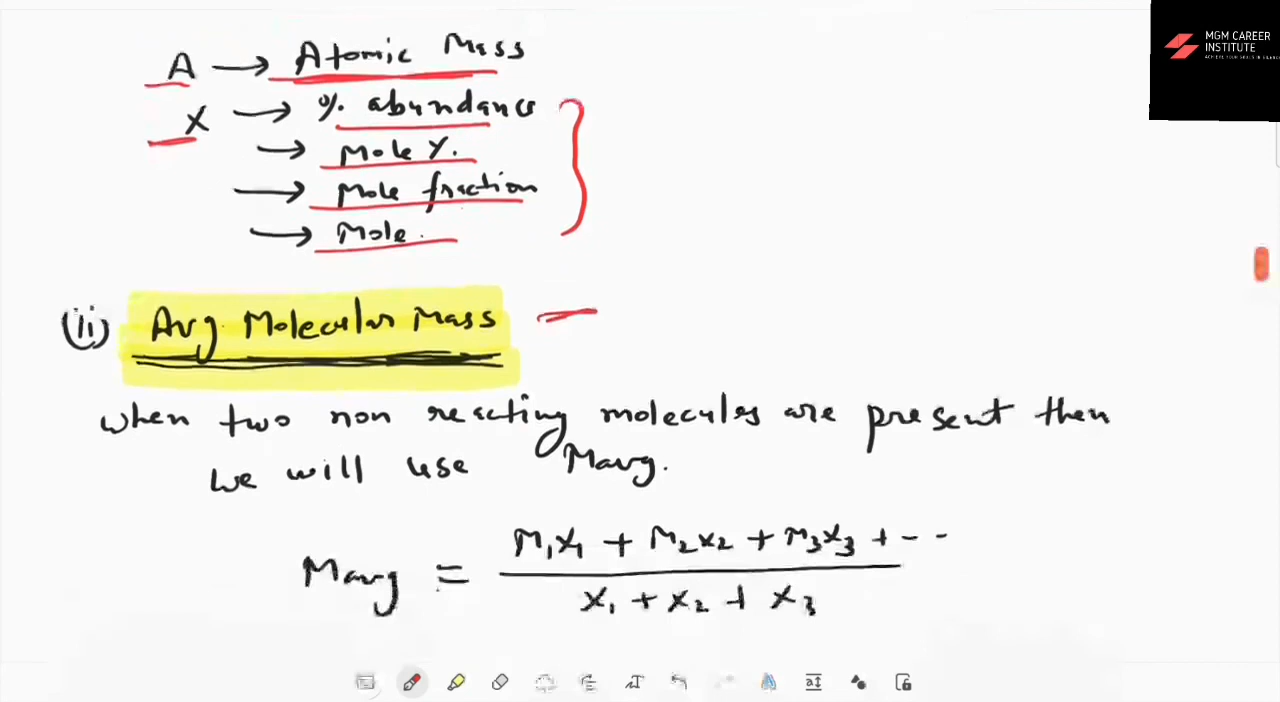 MGM CAREER
INSTITUTE
A → Atomic Mass
X → % abundance
→ Mole %.
→ Mole fraction
→ Mole.
(ii) Avg Molecular Mass
when two non reacting molecules are present then
we will use Mavg.
Mavg = M₁X₁ + M₂X₂ + M₃X₃ + -- / X₁ + X₂ + X₃